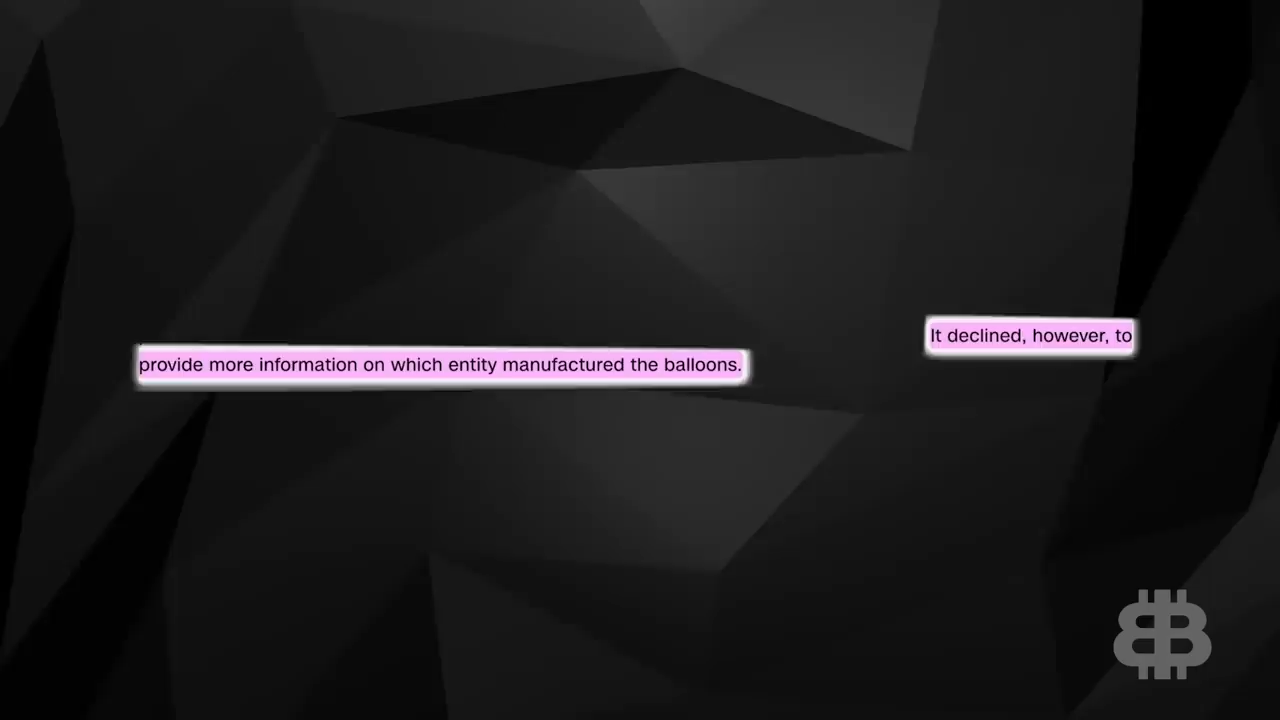 It declined, however, to
provide more information on which entity manufactured the balloons.